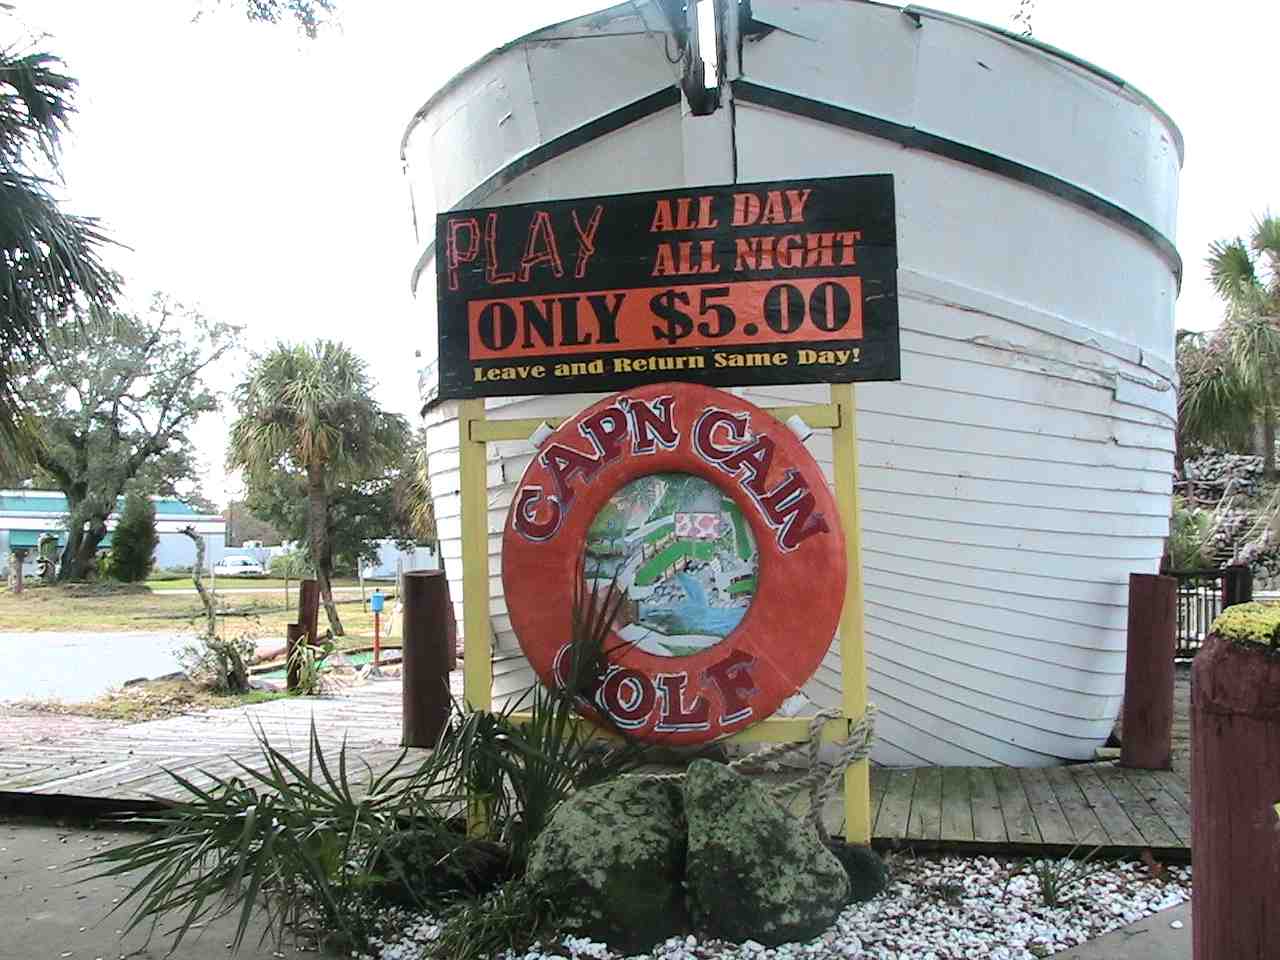 PLAY ALL DAY
ALL NIGHT
ONLY $5.00
Leave and Return Same Day!
CAP'N CAIN
GOLF